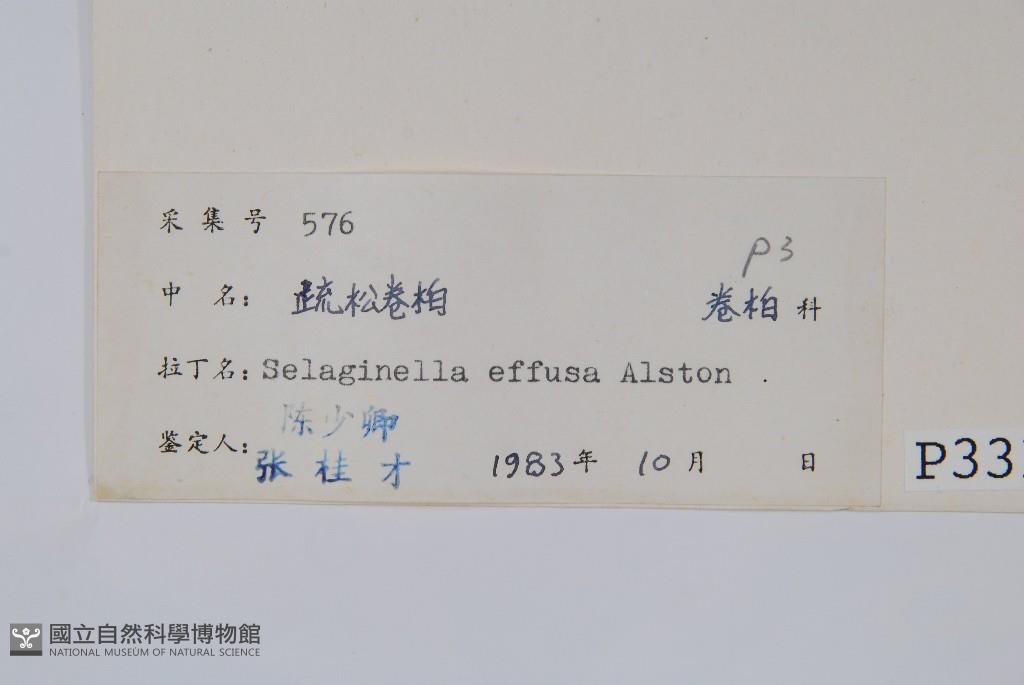 采集号 576
P3
中 名: 疏松卷柏 卷柏科
拉丁名: Selaginella effusa Alston .
陈少卿
鉴定人: 张桂才 1983年 10月 日
P33
國立自然科學博物館
NATIONAL MUSEUM OF NATURAL SCIENCE